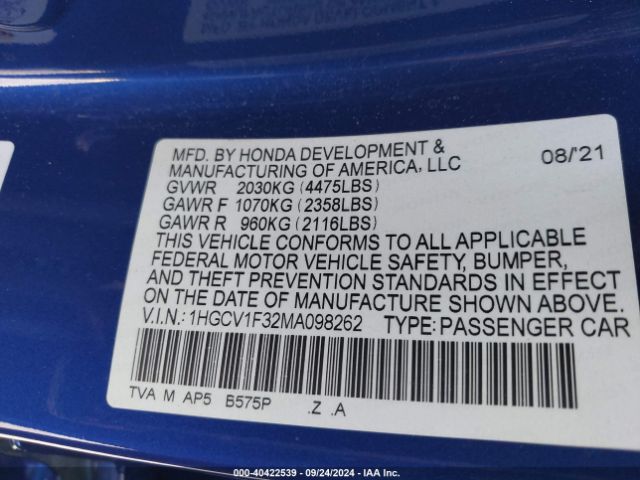 MFD. BY HONDA DEVELOPMENT &
MANUFACTURING OF AMERICA, LLC 08/'21
GVWR 2030KG (4475LBS)
GAWR F 1070KG (2358LBS)
GAWR R 960KG (2116LBS)
THIS VEHICLE CONFORMS TO ALL APPLICABLE
FEDERAL MOTOR VEHICLE SAFETY, BUMPER,
AND THEFT PREVENTION STANDARDS IN EFFECT
ON THE DATE OF MANUFACTURE SHOWN ABOVE.
V.I.N.: 1HGCV1F32MA098262 TYPE: PASSENGER CAR
TVA M AP5 B575P .Z .A
000-40422539 - 09/24/2024 - IAA Inc.